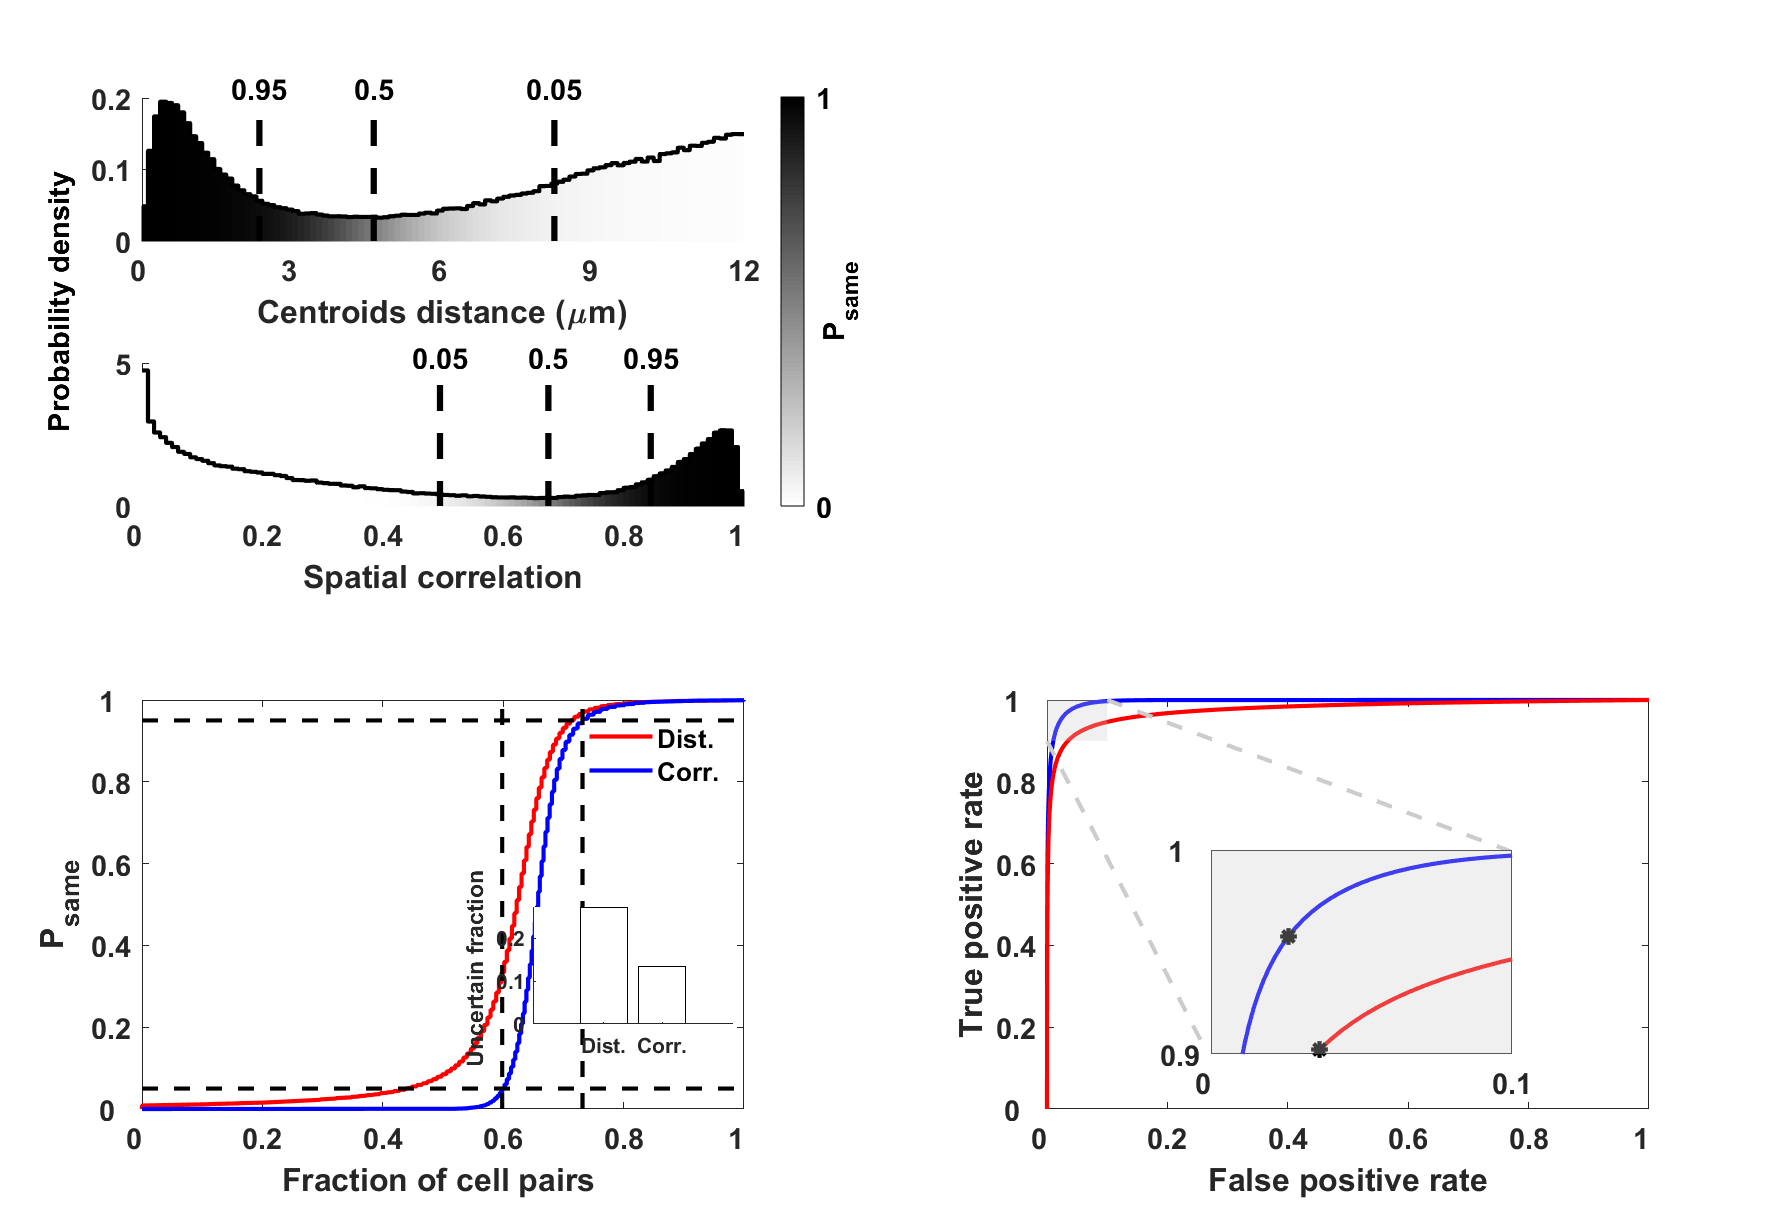 0.95 0.5 0.05
0.2
0.1
0
0 3 6 9 12
Centroids distance (μm)
Probability density
1
0
P same
0.05 0.5 0.95
5
0
0 0.2 0.4 0.6 0.8 1
Spatial correlation
1
0.8
0.6
0.4
0.2
0
P same
0 0.2 0.4 0.6 0.8 1
Fraction of cell pairs
Dist.
Corr.
Uncertain fraction
0.2
0.1
0
Dist. Corr.
1
0.8
0.6
0.4
0.2
0
True positive rate
0 0.2 0.4 0.6 0.8 1
False positive rate
1
0.9
0 0.1